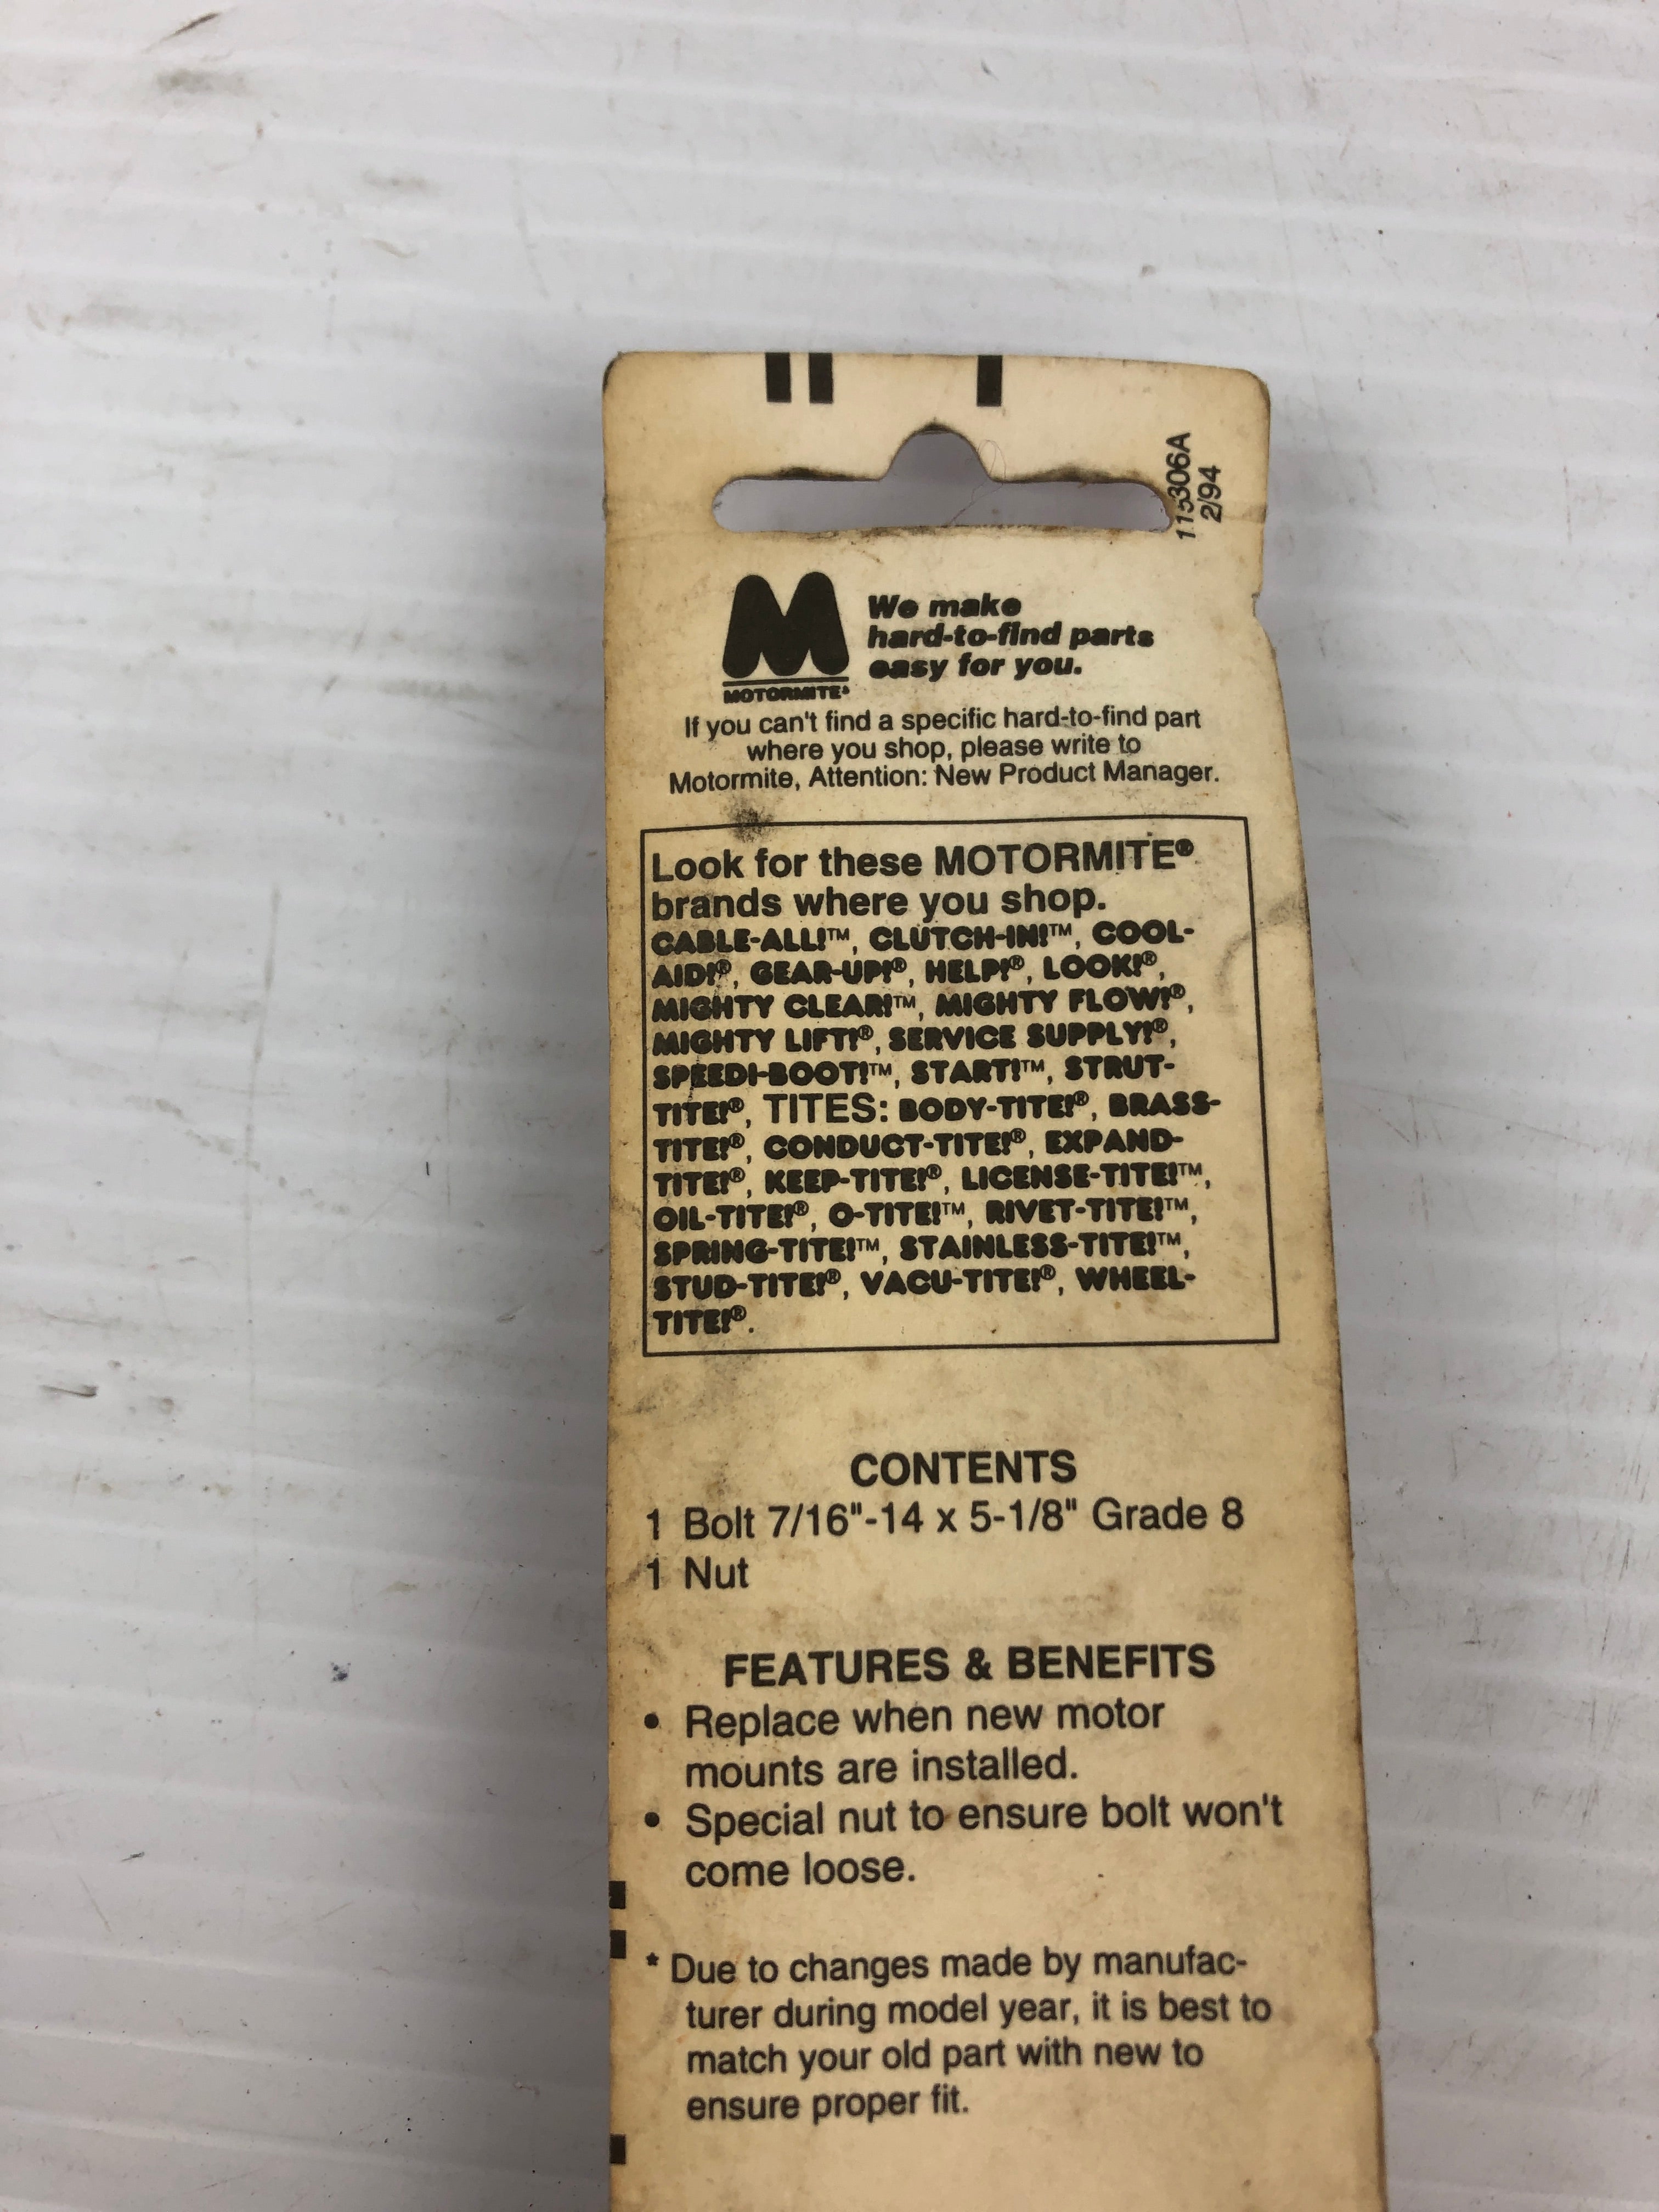 115306A
2/94
We make
hard-to-find parts
easy for you.
MOTORMITE®
If you can't find a specific hard-to-find part
where you shop, please write to
Motormite, Attention: New Product Manager.
Look for these MOTORMITE®
brands where you shop.
CABLE-ALL!™, CLUTCH-IN!™, COOL-
AID!®, GEAR-UP!®, HELP!®, LOOK!®,
MIGHTY CLEAR!™, MIGHTY FLOW!®,
MIGHTY LIFT!®, SERVICE SUPPLY!®,
SPEEDI-BOOT!™, START!™, STRUT-
TITE!®, TITES: BODY-TITE!®, BRASS-
TITE!®, CONDUCT-TITE!®, EXPAND-
TITE!®, KEEP-TITE!®, LICENSE-TITE!™,
OIL-TITE!®, O-TITE!™, RIVET-TITE!™,
SPRING-TITE!™, STAINLESS-TITE!™,
STUD-TITE!®, VACU-TITE!®, WHEEL-
TITE!®.
CONTENTS
1 Bolt 7/16"-14 x 5-1/8" Grade 8
1 Nut
FEATURES & BENEFITS
• Replace when new motor
mounts are installed.
• Special nut to ensure bolt won't
come loose.
* Due to changes made by manufac-
turer during model year, it is best to
match your old part with new to
ensure proper fit.